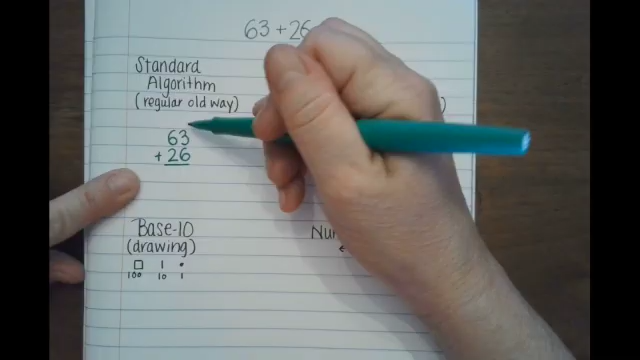 63 + 26
Standard
Algorithm
(regular old way)
)
63
+ 26
Base-10
(drawing)
□ | •
100 10 1